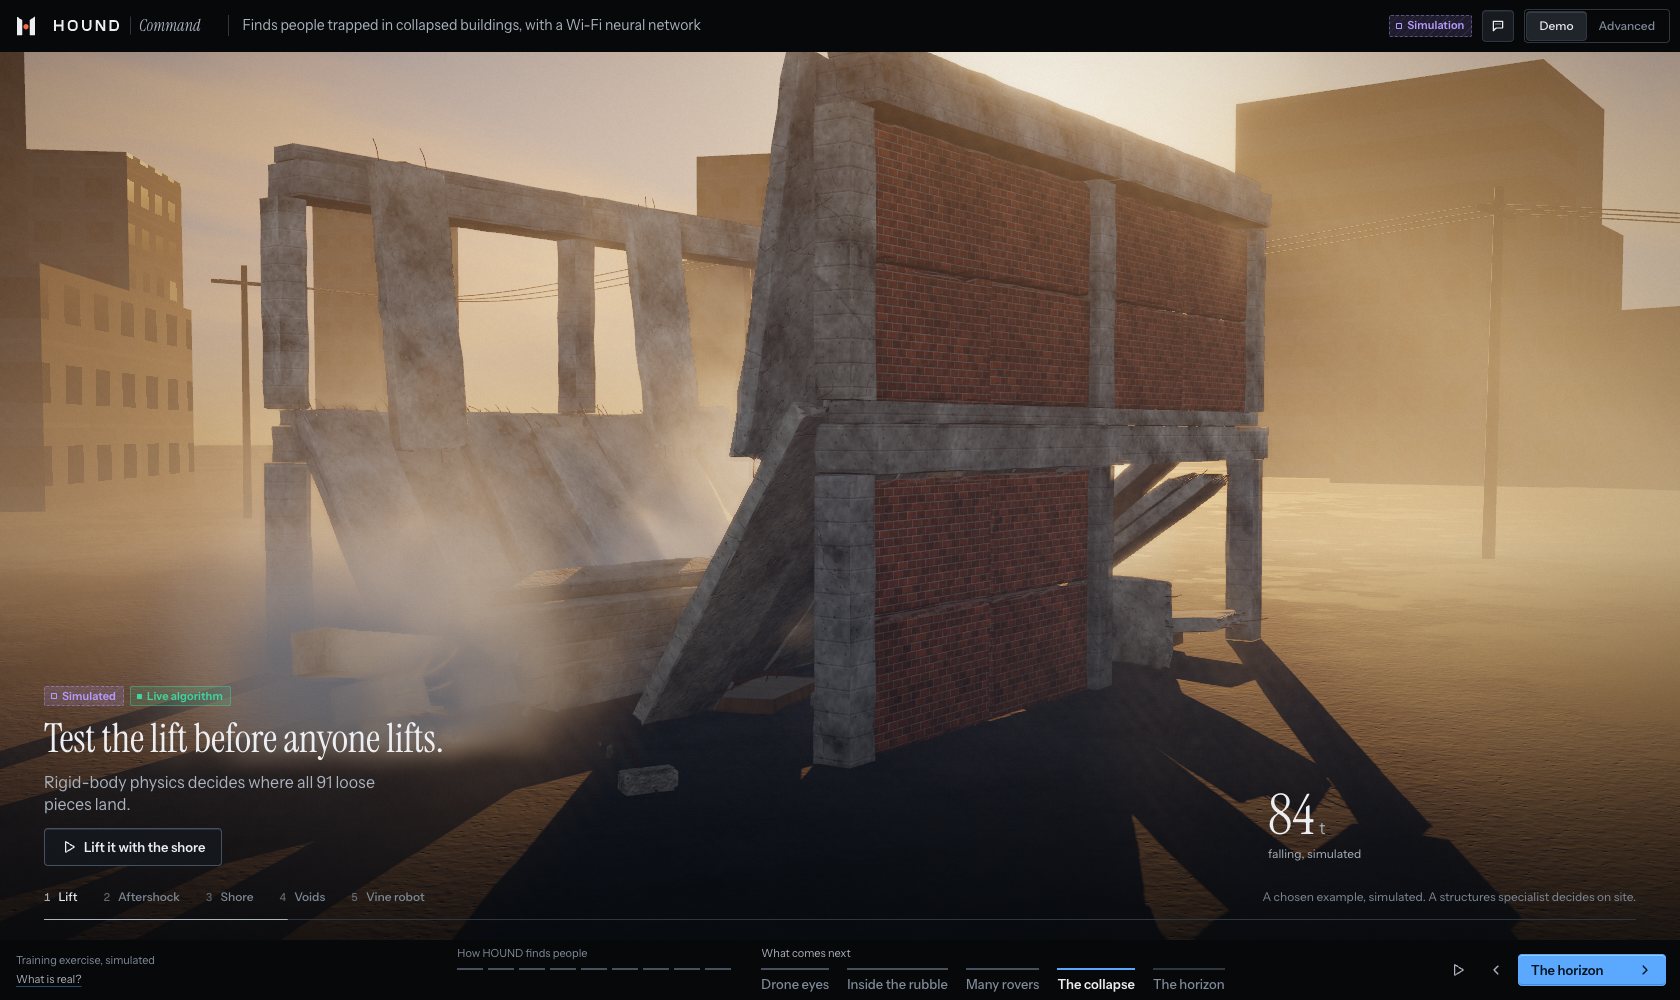 HOUND Command
Finds people trapped in collapsed buildings, with a Wi-Fi neural network
Simulation
Demo
Advanced
Simulated
Live algorithm
Test the lift before anyone lifts.
Rigid-body physics decides where all 91 loose
pieces land.
Lift it with the shore
84 t
falling, simulated
1 Lift
2 Aftershock
3 Shore
4 Voids
5 Vine robot
A chosen example, simulated. A structures specialist decides on site.
Training exercise, simulated
What is real?
How HOUND finds people
What comes next
Drone eyes
Inside the rubble
Many rovers
The collapse
The horizon
The horizon